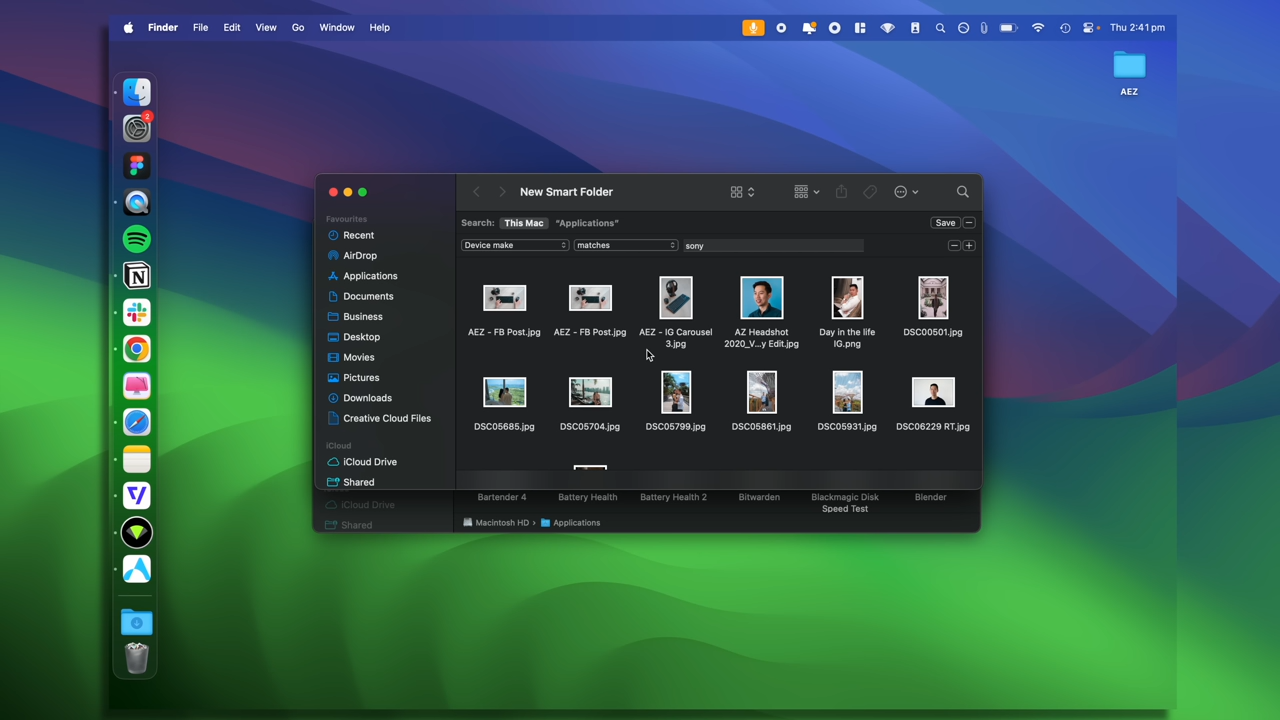 Finder File Edit View Go Window Help
Thu 2:41 pm
AEZ
2
New Smart Folder
Favourites
Recent
AirDrop
Applications
Documents
Business
Desktop
Movies
Pictures
Downloads
Creative Cloud Files
iCloud
iCloud Drive
Shared
Search: This Mac "Applications" Save
Device make matches sony
AEZ - FB Post.jpg AEZ - FB Post.jpg AEZ - IG Carousel 3.jpg AZ Headshot 2020_V...y Edit.jpg Day in the life IG.png DSC00501.jpg
DSC05685.jpg DSC05704.jpg DSC05799.jpg DSC05861.jpg DSC05931.jpg DSC06229 RT.jpg
Bartender 4 Battery Health Battery Health 2 Bitwarden Blackmagic Disk Speed Test Blender
iCloud Drive
Shared
Macintosh HD › Applications